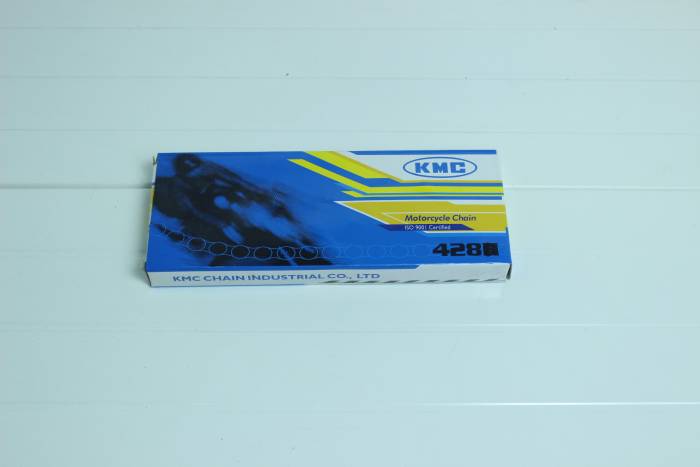 KMC
Motorcycle Chain
ISO 9001 Certified
428
KMC CHAIN INDUSTRIAL CO., LTD